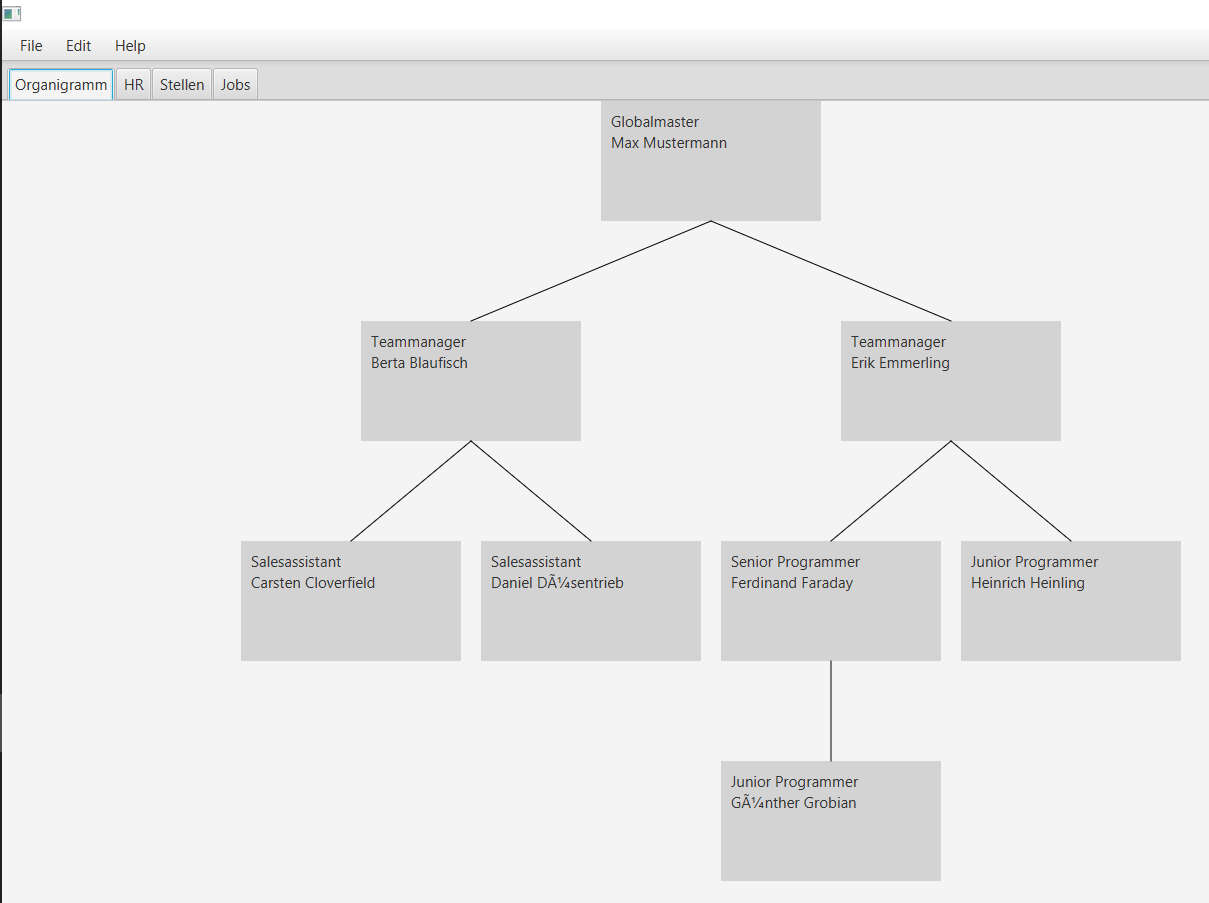 File Edit Help
Organigramm HR Stellen Jobs
Globalmaster
Max Mustermann
Teammanager
Berta Blaufisch
Teammanager
Erik Emmerling
Salesassistant
Carsten Cloverfield
Salesassistant
Daniel DÃ¼sentrieb
Senior Programmer
Ferdinand Faraday
Junior Programmer
Heinrich Heinling
Junior Programmer
GÃ¼nther Grobian